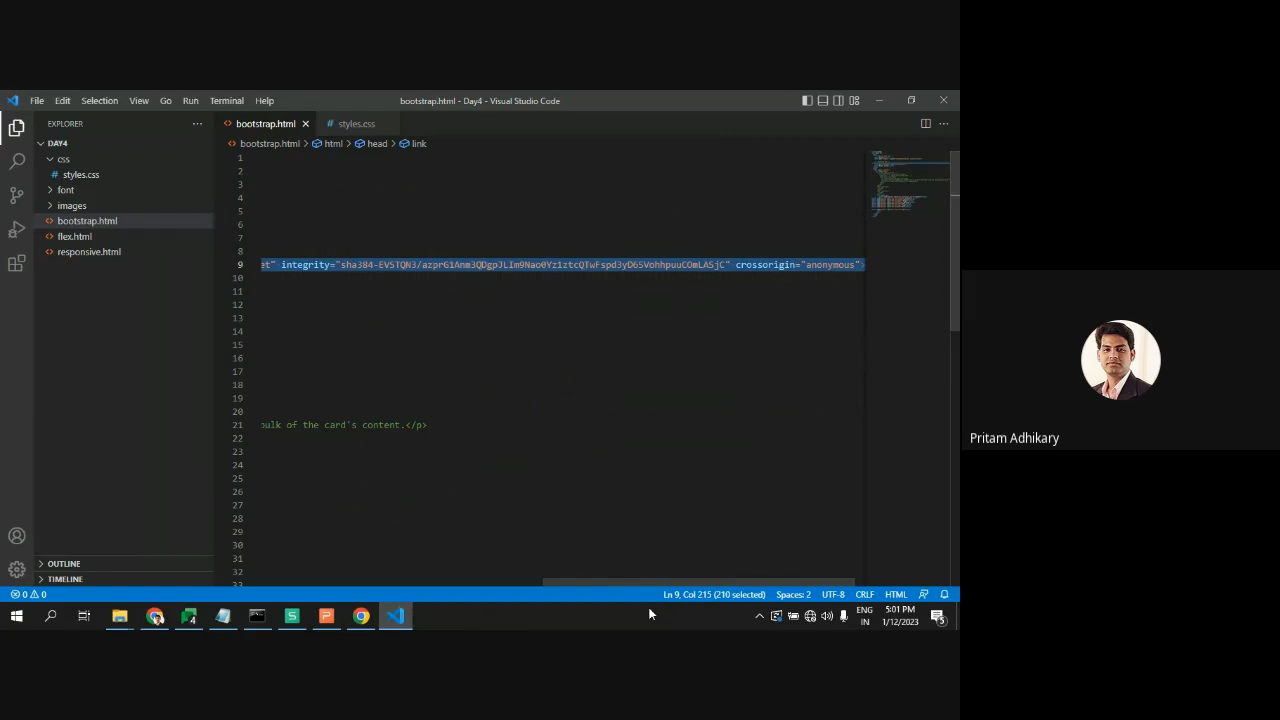 File Edit Selection View Go Run Terminal Help
bootstrap.html - Day4 - Visual Studio Code
EXPLORER
DAY4
css
styles.css
font
images
bootstrap.html
flex.html
responsive.html
OUTLINE
TIMELINE
bootstrap.html styles.css
bootstrap.html > html > head > link
1
2
3
4
5
6
7
8
9 et" integrity="sha384-EVSTQN3/azprG1Anm3QDgpJLIm9Nao0Yz1ztcQTwFspd3yD65VohhpuuCOmLASjC" crossorigin="anonymous">
10
11
12
13
14
15
16
17
18
19
20
21 bulk of the card's content.</p>
22
23
24
25
26
27
28
29
30
31
32
33
0 0 Ln 9, Col 215 (210 selected) Spaces: 2 UTF-8 CRLF HTML
ENG
IN
5:01 PM
1/12/2023
5
Pritam Adhikary